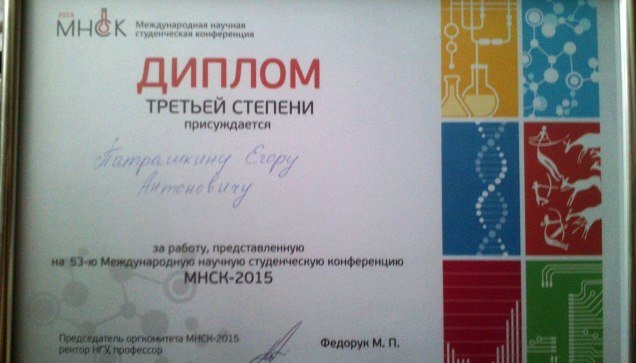 2015
МНСК
Международная научная
студенческая конференция
ДИПЛОМ
ТРЕТЬЕЙ СТЕПЕНИ
присуждается
Патрашкину Егору
Антоновичу
за работу, представленную
на 53-ю Международную научную студенческую конференцию
МНСК-2015
Председатель оргкомитета МНСК-2015
ректор НГУ, профессор
Федорук М. П.